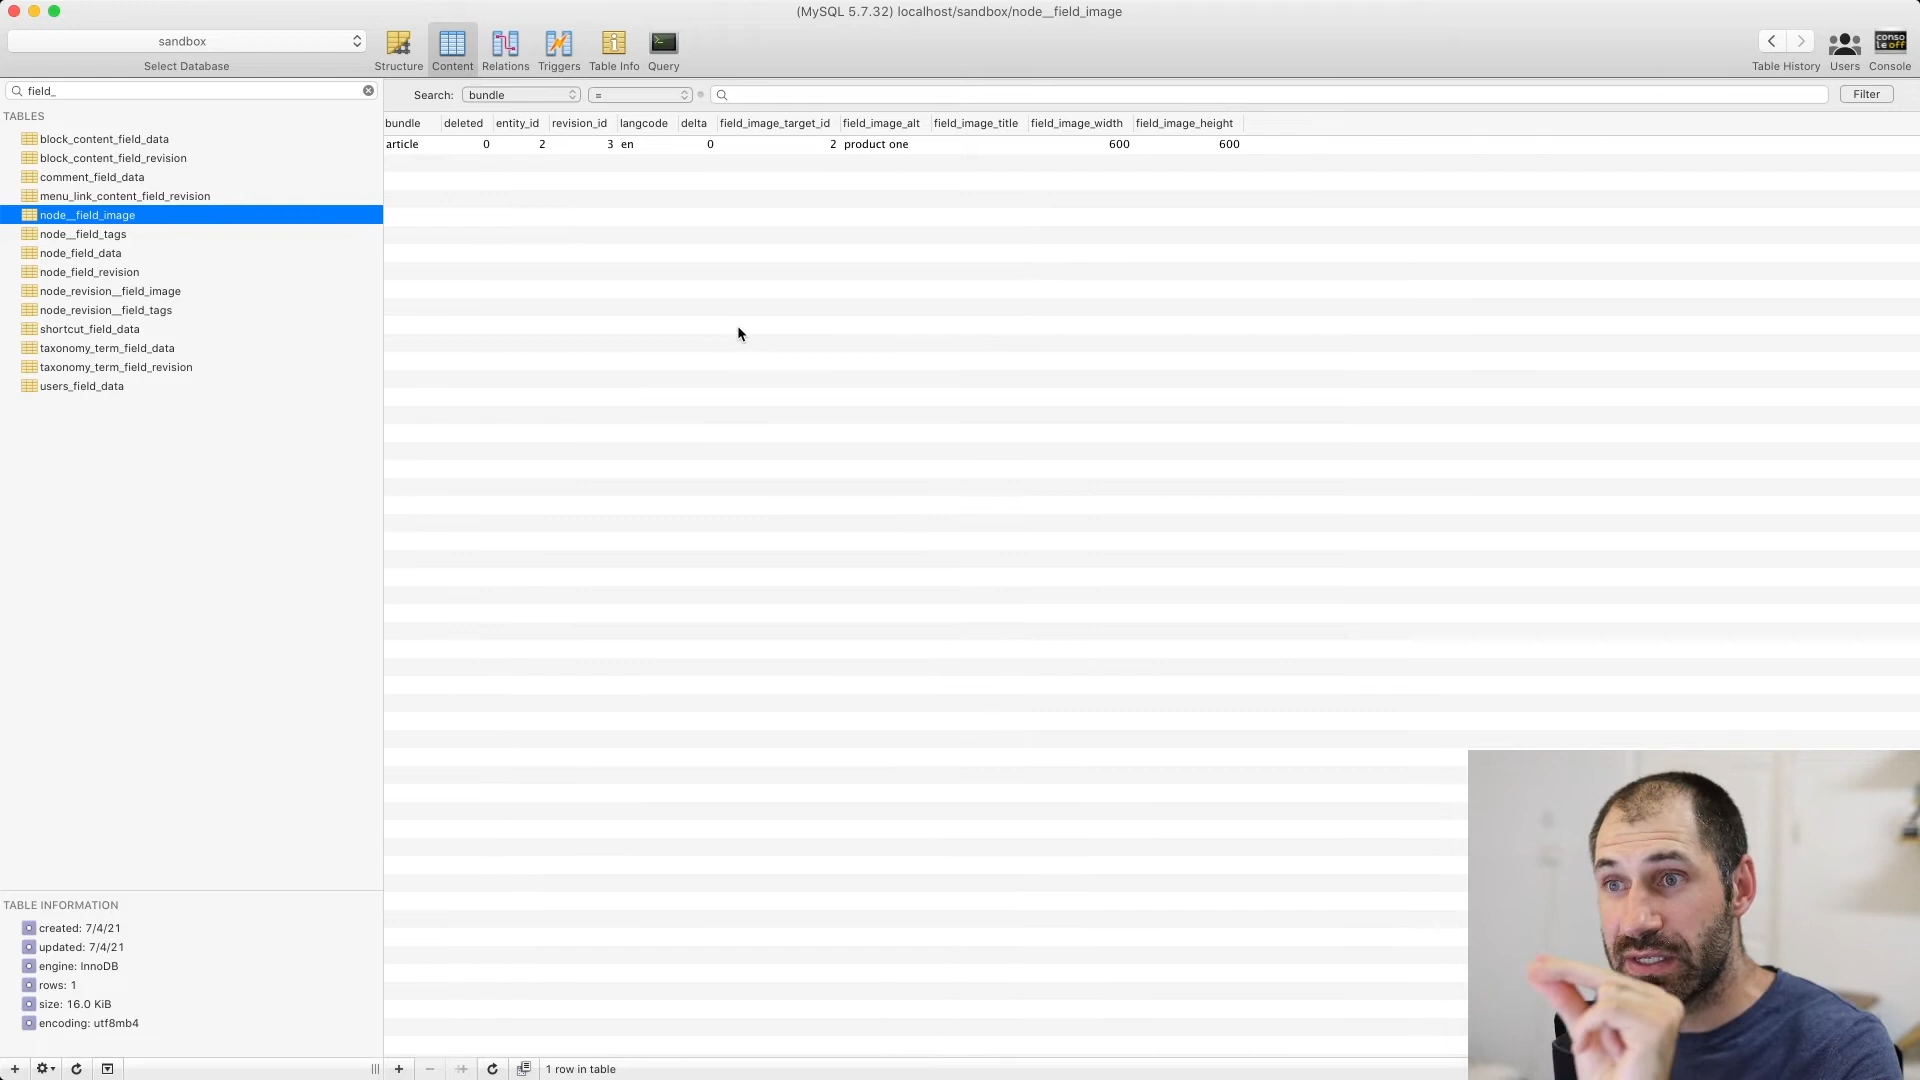 (MySQL 5.7.32) localhost/sandbox/node__field_image
sandbox
Select Database
Structure
Content
Relations
Triggers
Table Info
Query
Table History
Users
conso
le off
Console
field_
Search:
bundle
=
Filter
TABLES
block_content_field_data
block_content_field_revision
comment_field_data
menu_link_content_field_revision
node__field_image
node__field_tags
node_field_data
node_field_revision
node_revision__field_image
node_revision__field_tags
shortcut_field_data
taxonomy_term_field_data
taxonomy_term_field_revision
users_field_data
bundle deleted entity_id revision_id langcode delta field_image_target_id field_image_alt field_image_title field_image_width field_image_height
article 0 2 3 en 0 2 product one 600 600
TABLE INFORMATION
created: 7/4/21
updated: 7/4/21
engine: InnoDB
rows: 1
size: 16.0 KiB
encoding: utf8mb4
1 row in table